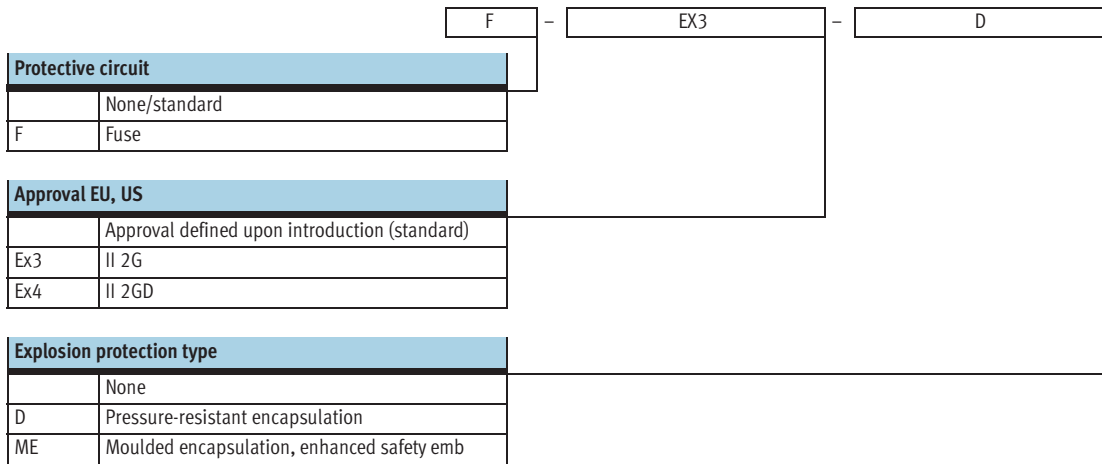 F – EX3 – D
Protective circuit
None/standard
F Fuse
Approval EU, US
Approval defined upon introduction (standard)
Ex3 II 2G
Ex4 II 2GD
Explosion protection type
None
D Pressure-resistant encapsulation
ME Moulded encapsulation, enhanced safety emb